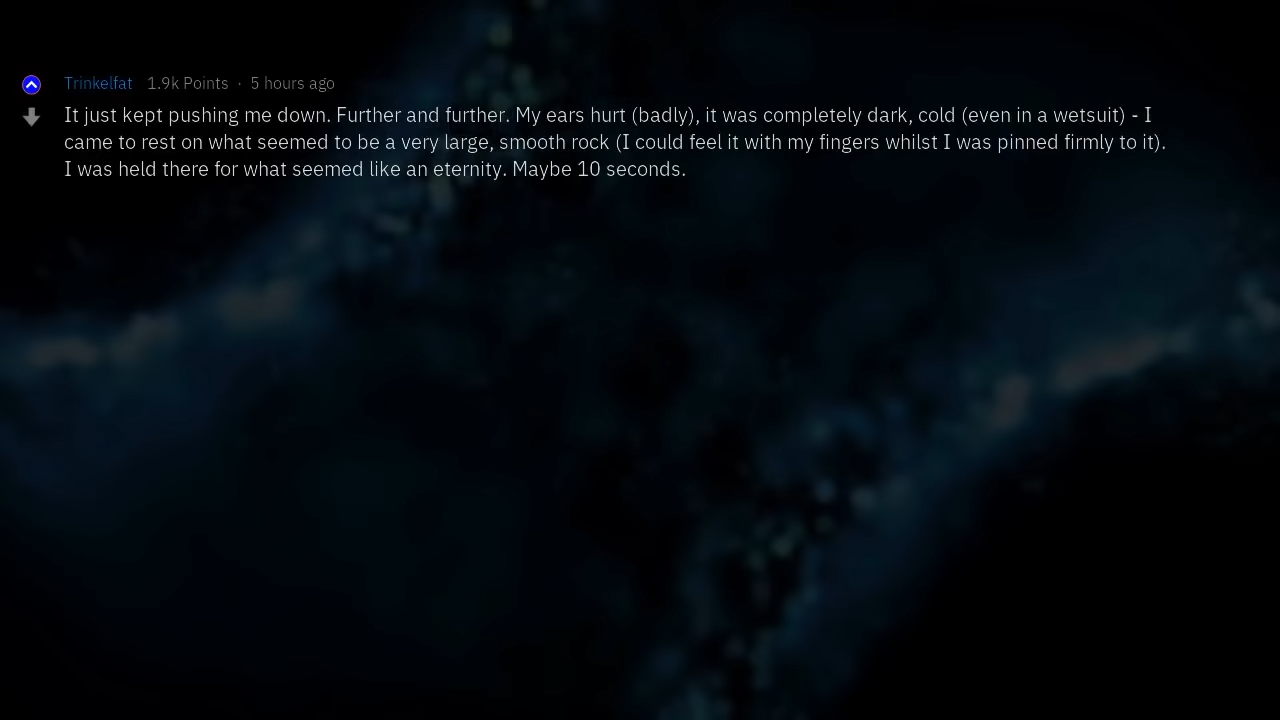 Trinkelfat 1.9k Points · 5 hours ago
It just kept pushing me down. Further and further. My ears hurt (badly), it was completely dark, cold (even in a wetsuit) - I
came to rest on what seemed to be a very large, smooth rock (I could feel it with my fingers whilst I was pinned firmly to it).
I was held there for what seemed like an eternity. Maybe 10 seconds.